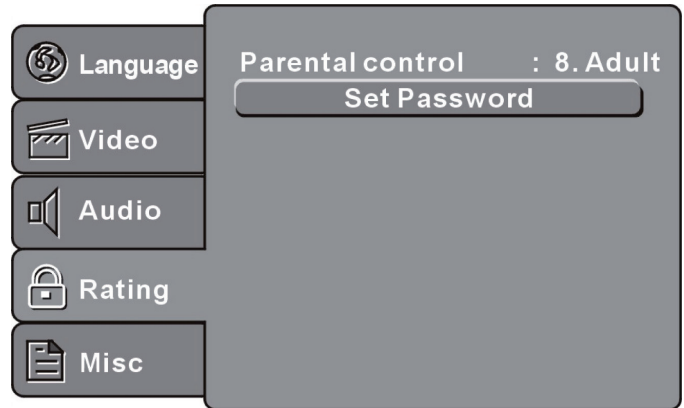 Language
Video
Audio
Rating
Misc
Parental control : 8. Adult
Set Password